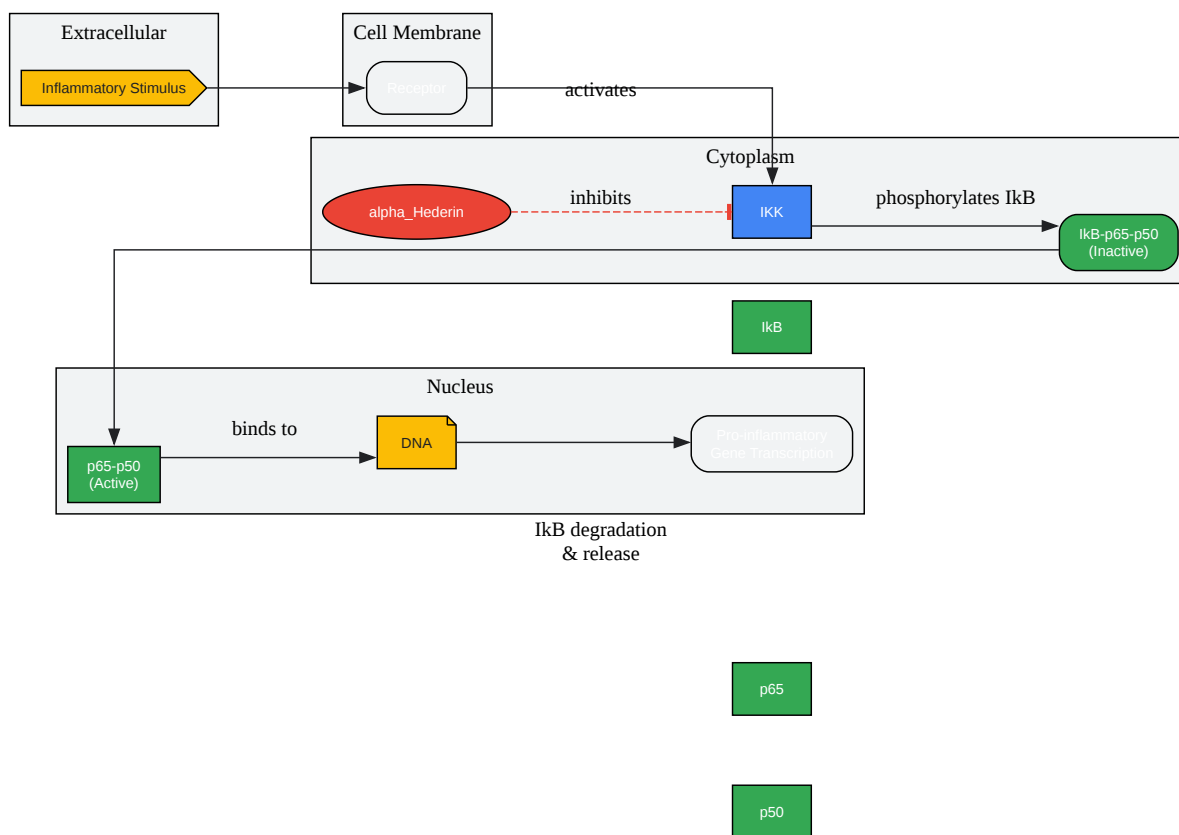 Extracellular
Cell Membrane
Inflammatory Stimulus
Receptor
activates
Cytoplasm
alpha_Hederin
inhibits
IKK
phosphorylates IkB
IkB-p65-p50
(Inactive)
IkB
Nucleus
p65-p50
(Active)
binds to
DNA
Pro-inflammatory
Gene Transcription
IkB degradation
& release
p65
p50